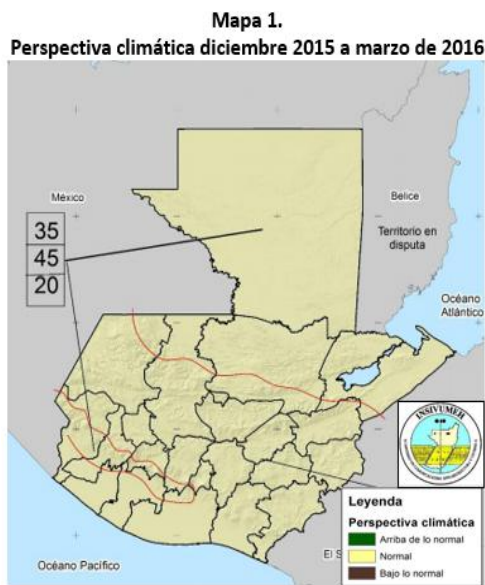 Mapa 1.
Perspectiva climática diciembre 2015 a marzo de 2016
México
Belice
Territorio en
disputa
35
45
20
Océano
Atlántico
INSIVUMEH
Leyenda
Perspectiva climática
Arriba de lo normal
Normal
Bajo lo normal
El S
Océano Pacífico